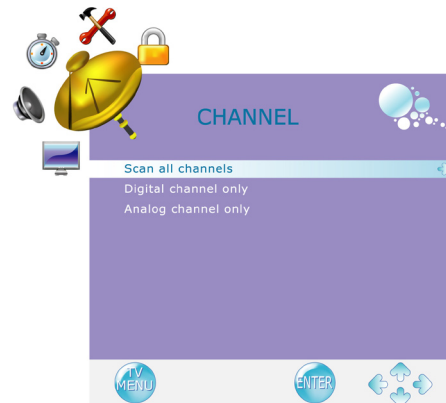 CHANNEL
Scan all channels
Digital channel only
Analog channel only
TV
MENU
ENTER